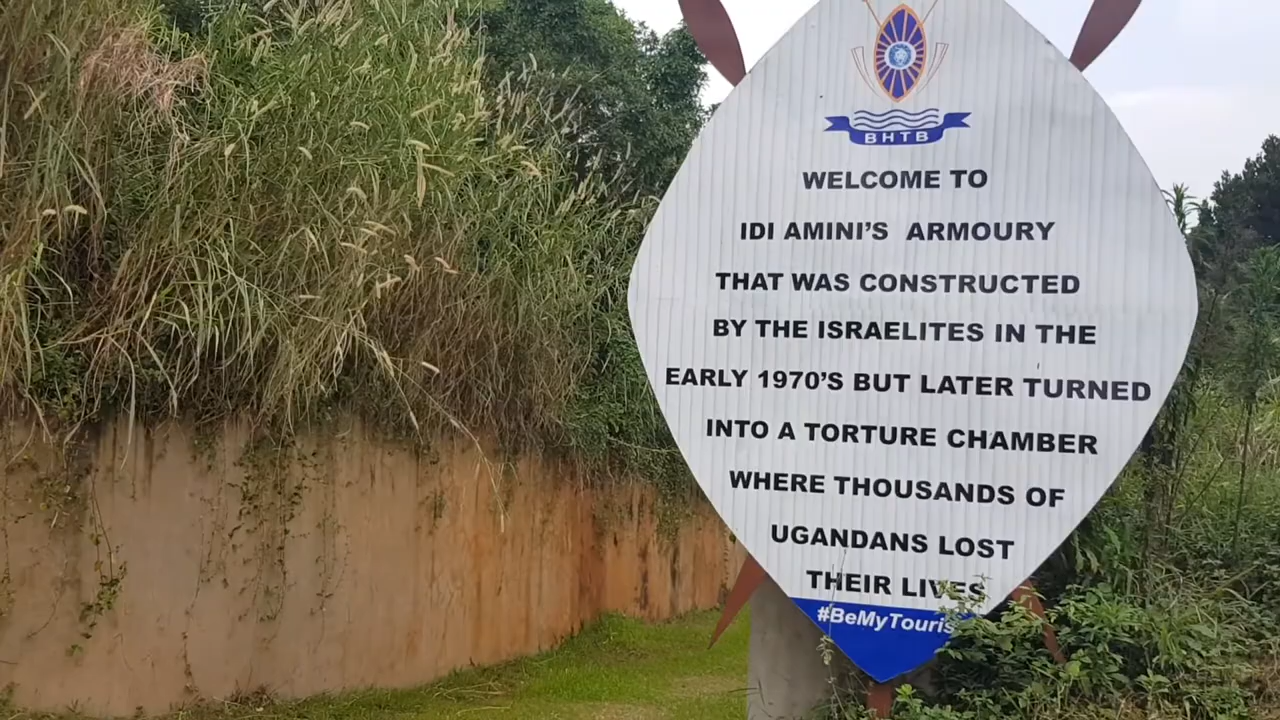 BHTB
WELCOME TO
IDI AMINI'S ARMOURY
THAT WAS CONSTRUCTED
BY THE ISRAELITES IN THE
EARLY 1970'S BUT LATER TURNED
INTO A TORTURE CHAMBER
WHERE THOUSANDS OF
UGANDANS LOST
THEIR LIVES
#BeMyTouris